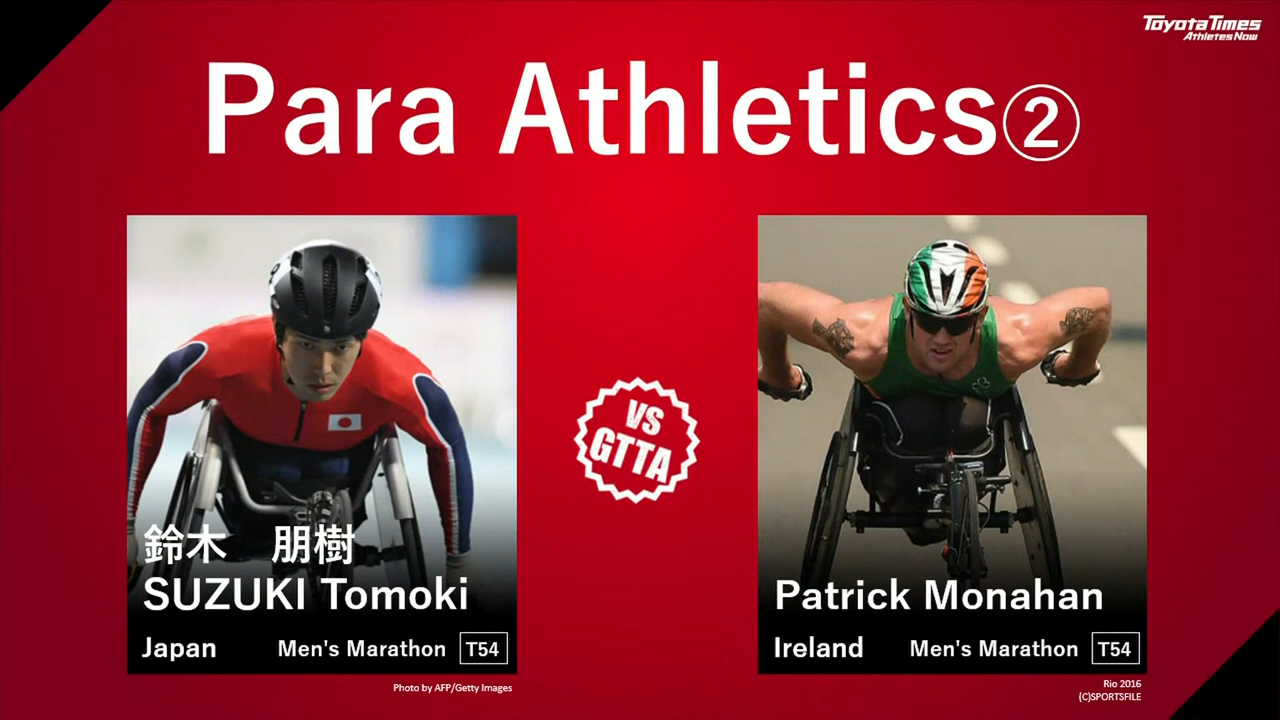 Toyota Times
Athletes Now
Para Athletics②
VS
GTTA
鈴木　朋樹
SUZUKI Tomoki
Japan Men's Marathon T54
Photo by AFP/Getty Images
Patrick Monahan
Ireland Men's Marathon T54
Rio 2016
(C)SPORTSFILE